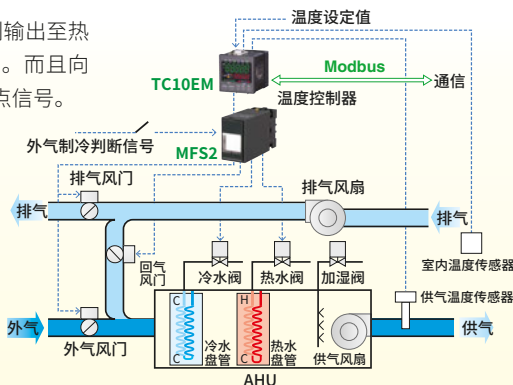 制输出至热
。而且向
点信号。
温度设定值
TC10EM
Modbus
通信
温度控制器
外气制冷判断信号
MFS2
排气风门
排气风扇
排气
排气
回气
风门
冷水阀
热水阀
加湿阀
室内温度传感器
供气温度传感器
外气
外气风门
C
C
冷水
盘管
H
C
热水
盘管
供气风扇
供气
AHU